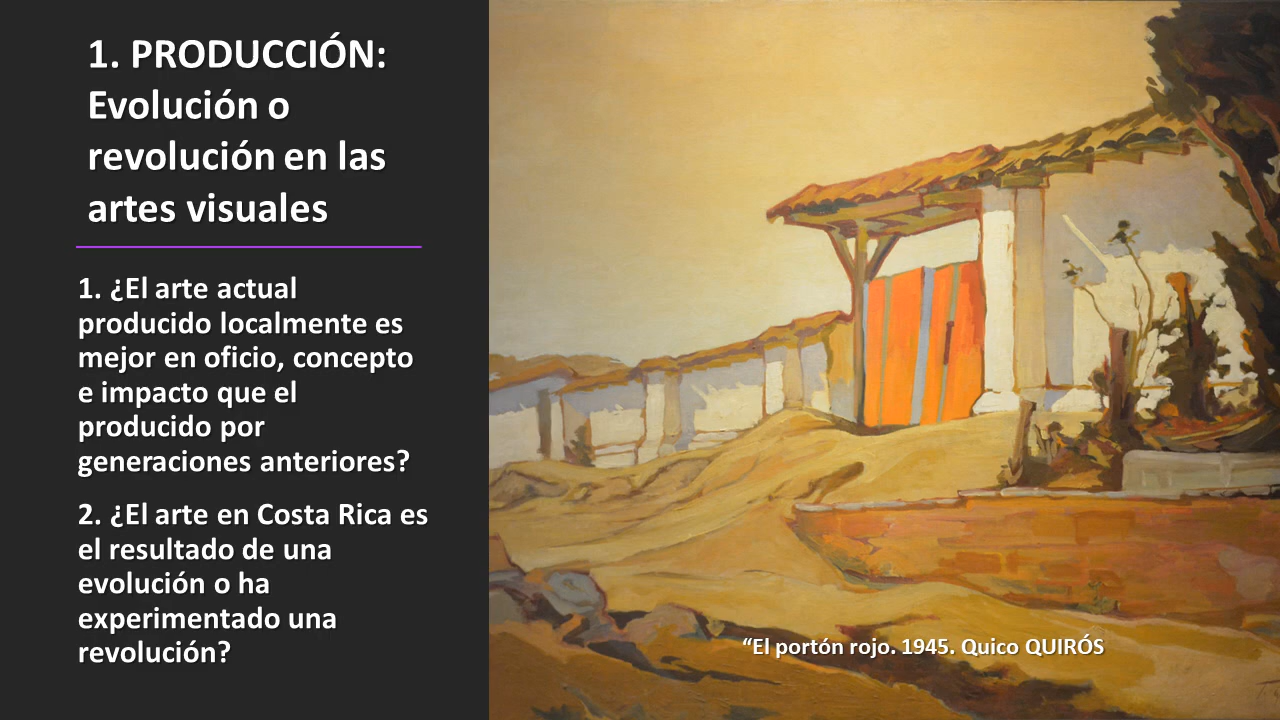 1. PRODUCCIÓN:
Evolución o
revolución en las
artes visuales
1. ¿El arte actual
producido localmente es
mejor en oficio, concepto
e impacto que el
producido por
generaciones anteriores?
2. ¿El arte en Costa Rica es
el resultado de una
evolución o ha
experimentado una
revolución?
“El portón rojo. 1945. Quico QUIRÓS